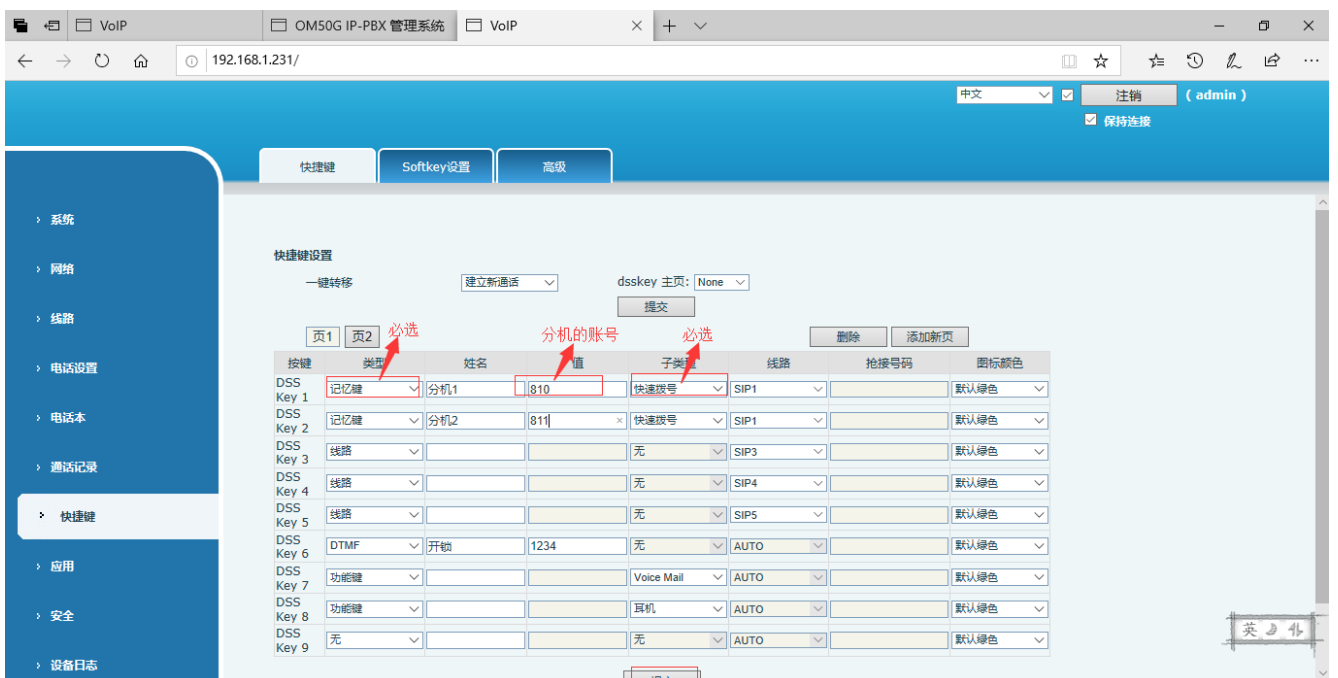 VoIP OM50G IP-PBX 管理系统 VoIP
192.168.1.231/
中文 注销 ( admin )
保持连接
快捷键 Softkey设置 高级
系统
网络
线路
电话设置
电话本
通话记录
快捷键
应用
安全
设备日志
快捷键设置
一键转移 建立新通话 dsskey 主页: None
提交
页1 页2 必选 分机的账号 必选 删除 添加新页
按键 类型 姓名 值 子类型 线路 抢接号码 图标颜色
DSS Key 1 记忆键 分机1 810 快速拨号 SIP1 默认绿色
DSS Key 2 记忆键 分机2 811 快速拨号 SIP1 默认绿色
DSS Key 3 线路 无 SIP3 默认绿色
DSS Key 4 线路 无 SIP4 默认绿色
DSS Key 5 线路 无 SIP5 默认绿色
DSS Key 6 DTMF 开锁 1234 无 AUTO 默认绿色
DSS Key 7 功能键 Voice Mail AUTO 默认绿色
DSS Key 8 功能键 耳机 AUTO 默认绿色
DSS Key 9 无 无 AUTO 默认绿色
英